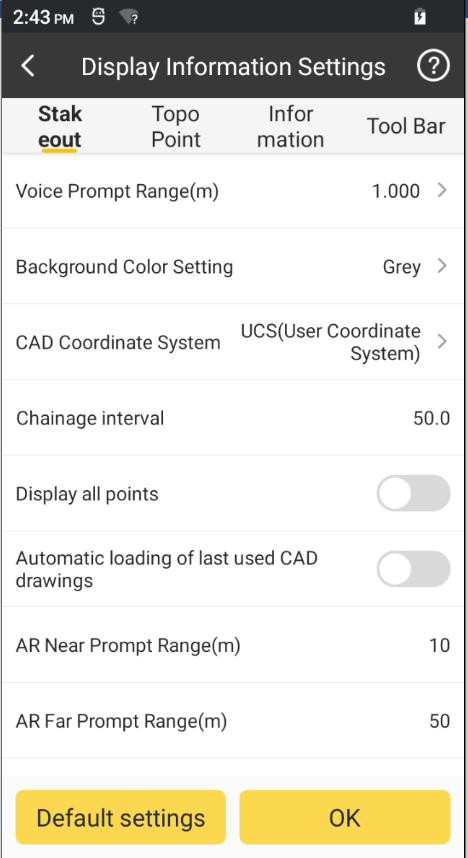 2:43 PM
Display Information Settings
Stak
eout
Topo
Point
Infor
mation
Tool Bar
Voice Prompt Range(m) 1.000
Background Color Setting Grey
CAD Coordinate System UCS(User Coordinate
System)
Chainage interval 50.0
Display all points
Automatic loading of last used CAD
drawings
AR Near Prompt Range(m) 10
AR Far Prompt Range(m) 50
Default settings OK